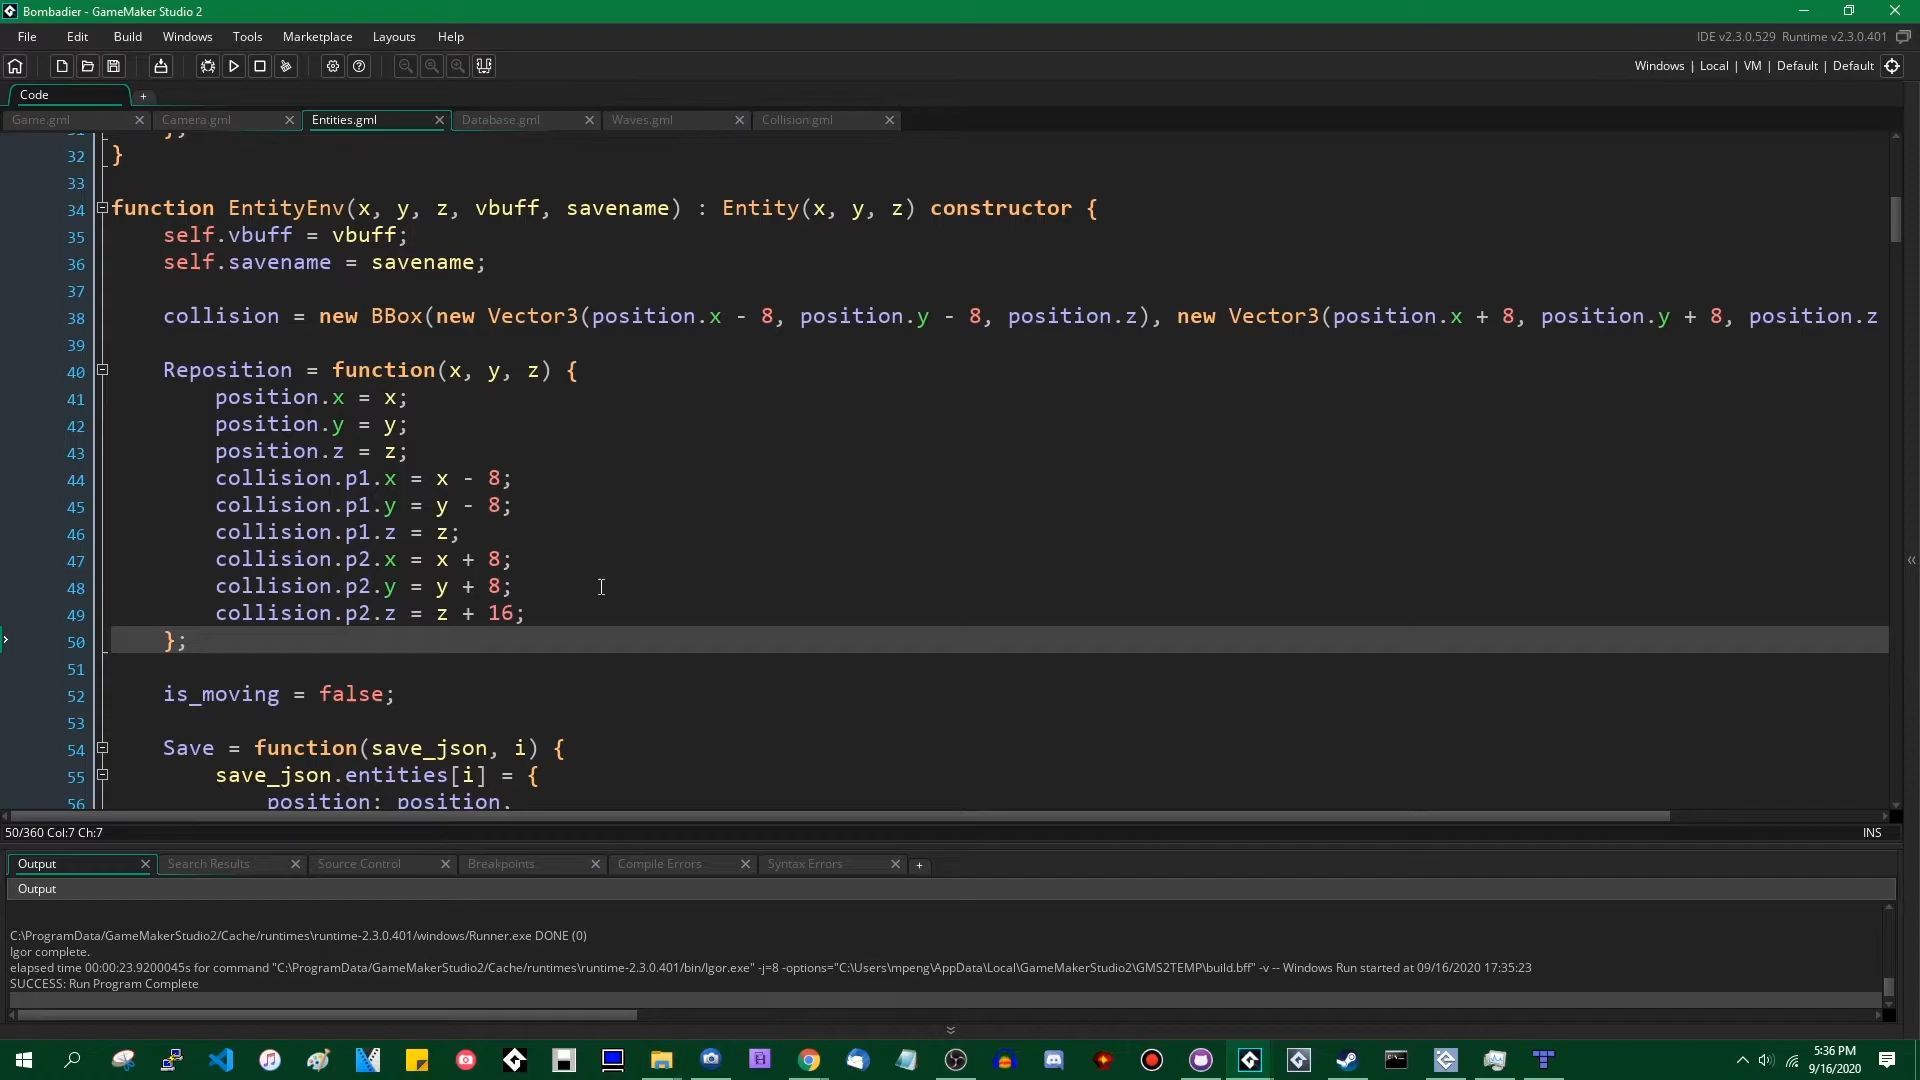 Bombadier - GameMaker Studio 2
File Edit Build Windows Tools Marketplace Layouts Help
IDE v2.3.0.529 Runtime v2.3.0.401
Windows | Local | VM | Default | Default
Code
Game.gml Camera.gml Entities.gml Database.gml Waves.gml Collision.gml
31 };
32 }
33
34 function EntityEnv(x, y, z, vbuff, savename) : Entity(x, y, z) constructor {
35 self.vbuff = vbuff;
36 self.savename = savename;
37
38 collision = new BBox(new Vector3(position.x - 8, position.y - 8, position.z), new Vector3(position.x + 8, position.y + 8, position.z
39
40 Reposition = function(x, y, z) {
41 position.x = x;
42 position.y = y;
43 position.z = z;
44 collision.p1.x = x - 8;
45 collision.p1.y = y - 8;
46 collision.p1.z = z;
47 collision.p2.x = x + 8;
48 collision.p2.y = y + 8;
49 collision.p2.z = z + 16;
50 };
51
52 is_moving = false;
53
54 Save = function(save_json, i) {
55 save_json.entities[i] = {
56 position: position,
50/360 Col:7 Ch:7
INS
Output Search Results Source Control Breakpoints Compile Errors Syntax Errors
Output
C:\ProgramData/GameMakerStudio2/Cache/runtimes\runtime-2.3.0.401/windows/Runner.exe DONE (0)
Igor complete.
elapsed time 00:00:23.9200045s for command "C:\ProgramData/GameMakerStudio2/Cache/runtimes\runtime-2.3.0.401/bin/Igor.exe" -j=8 -options="C:\Users\mpeng\AppData\Local\GameMakerStudio2\GMS2TEMP\build.bff" -v -- Windows Run started at 09/16/2020 17:35:23
SUCCESS: Run Program Complete
5:36 PM
9/16/2020